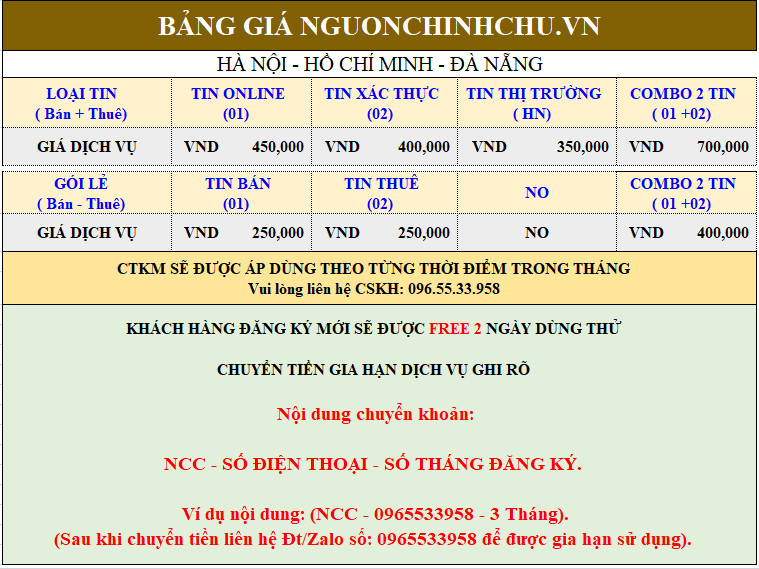 BẢNG GIÁ NGUONCHINHCHU.VN
HÀ NỘI - HỒ CHÍ MINH - ĐÀ NẴNG
LOẠI TIN TIN ONLINE TIN XÁC THỰC TIN THỊ TRƯỜNG COMBO 2 TIN
( Bán + Thuê) (01) (02) ( HN) ( 01 +02)
GIÁ DỊCH VỤ VND 450,000 VND 400,000 VND 350,000 VND 700,000
GÓI LẺ TIN BÁN TIN THUÊ NO COMBO 2 TIN
( Bán - Thuê) (01) (02) ( 01 +02)
GIÁ DỊCH VỤ VND 250,000 VND 250,000 NO VND 400,000
CTKM SẼ ĐƯỢC ÁP DÙNG THEO TỪNG THỜI ĐIỂM TRONG THÁNG
Vui lòng liên hệ CSKH: 096.55.33.958
KHÁCH HÀNG ĐĂNG KÝ MỚI SẼ ĐƯỢC FREE 2 NGÀY DÙNG THỬ
CHUYỂN TIỀN GIA HẠN DỊCH VỤ GHI RÕ
Nội dung chuyển khoản:
NCC - SỐ ĐIỆN THOẠI - SỐ THÁNG ĐĂNG KÝ.
Ví dụ nội dung: (NCC - 0965533958 - 3 Tháng).
(Sau khi chuyển tiền liên hệ Đt/Zalo số: 0965533958 để được gia hạn sử dụng).